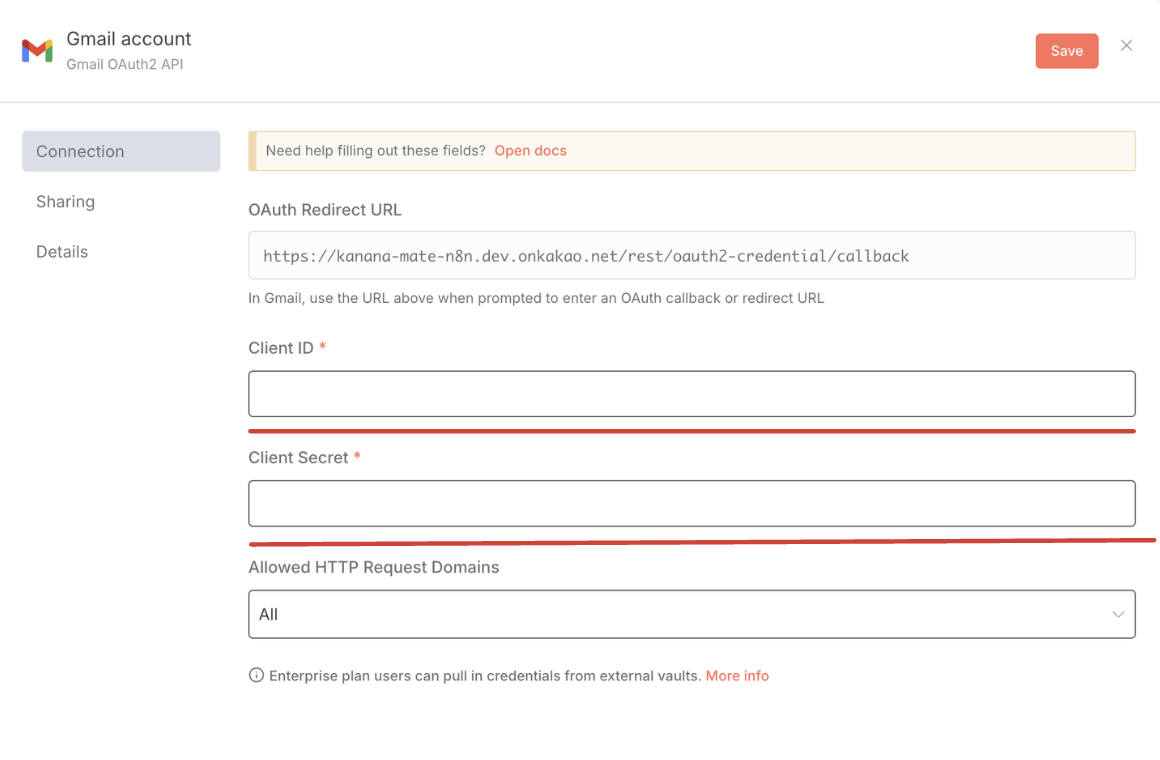 Gmail account
Gmail OAuth2 API
Save
Connection
Sharing
Details
Need help filling out these fields? Open docs
OAuth Redirect URL
https://kanana-mate-n8n.dev.onkakao.net/rest/oauth2-credential/callback
In Gmail, use the URL above when prompted to enter an OAuth callback or redirect URL
Client ID *
Client Secret *
Allowed HTTP Request Domains
All
Enterprise plan users can pull in credentials from external vaults. More info